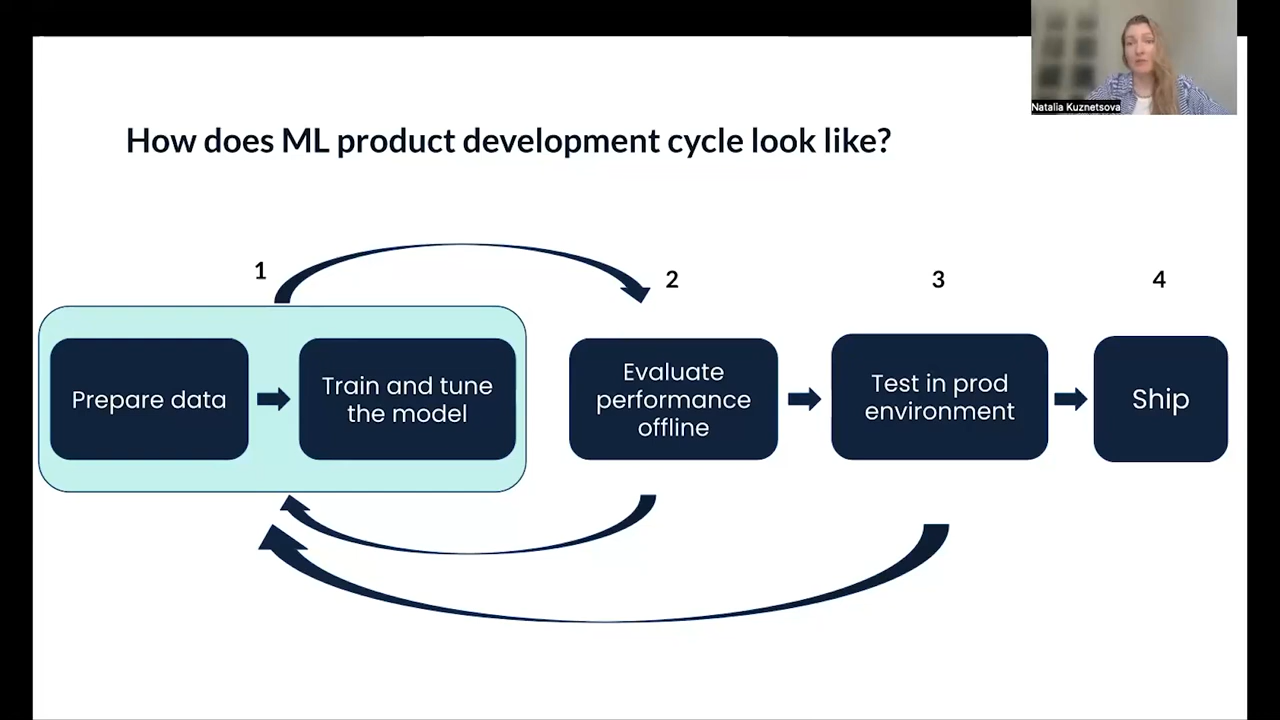 Natalia Kuznetsova
How does ML product development cycle look like?
1
2
3
4
Prepare data
Train and tune
the model
Evaluate
performance
offline
Test in prod
environment
Ship